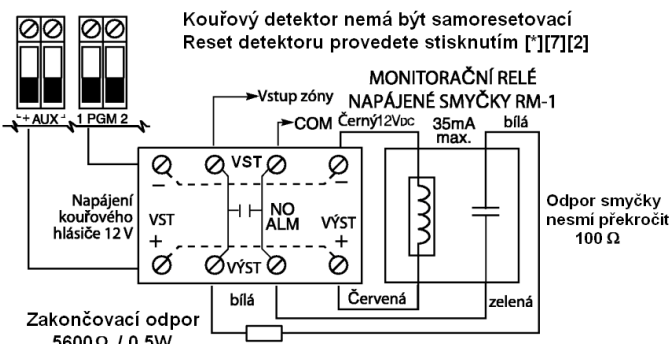 Kouřový detektor nemá být samoresetovací
Reset detektoru provedete stisknutím [*][7][2]
MONITORAČNÍ RELÉ
NAPÁJENÉ SMYČKY RM-1
Vstup zóny
COM
Černý 12VDC
35mA
max.
bílá
- + AUX -
1 PGM 2
VST
Napájení
kouřového
hlásiče 12 V
−
VST
+
NO
ALM
−
VÝST
+
VÝST
Odpor smyčky
nesmí překročit
100 Ω
bílá
Červená
zelená
Zakončovací odpor
5600Ω / 0,5W